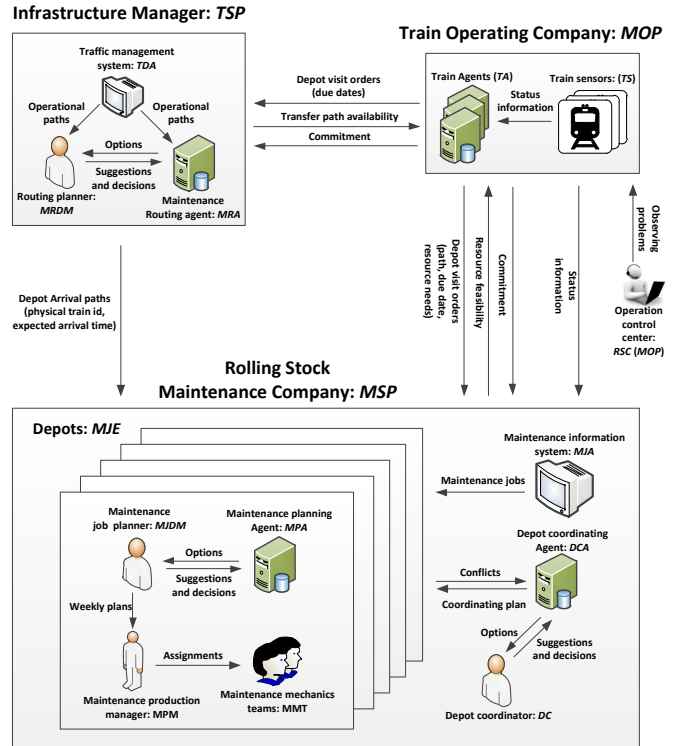 Infrastructure Manager: TSP
Traffic management
system: TDA
Operational
paths
Operational
paths
Options
Suggestions
and decisions
Routing planner:
MRDM
Maintenance
Routing agent: MRA
Depot visit orders
(due dates)
Transfer path availability
Commitment
Train Operating Company: MOP
Train Agents (TA)
Train sensors: (TS)
Status
information
Depot Arrival paths
(physical train id,
expected arrival time)
Depot visit orders
(path, due date,
resource needs)
Resource feasibility
Commitment
Status
information
Observing
problems
Operation
control
center:
RSC (MOP)
Rolling Stock
Maintenance Company: MSP
Depots: MJE
Maintenance
job planner: MJDM
Maintenance planning
Agent: MPA
Options
Suggestions
and decisions
Weekly plans
Assignments
Maintenance production
manager: MPM
Maintenance mechanics
teams: MMT
Maintenance information
system: MJA
Maintenance jobs
Depot coordinating
Agent: DCA
Conflicts
Coordinating plan
Options
Suggestions
and decisions
Depot coordinator: DC